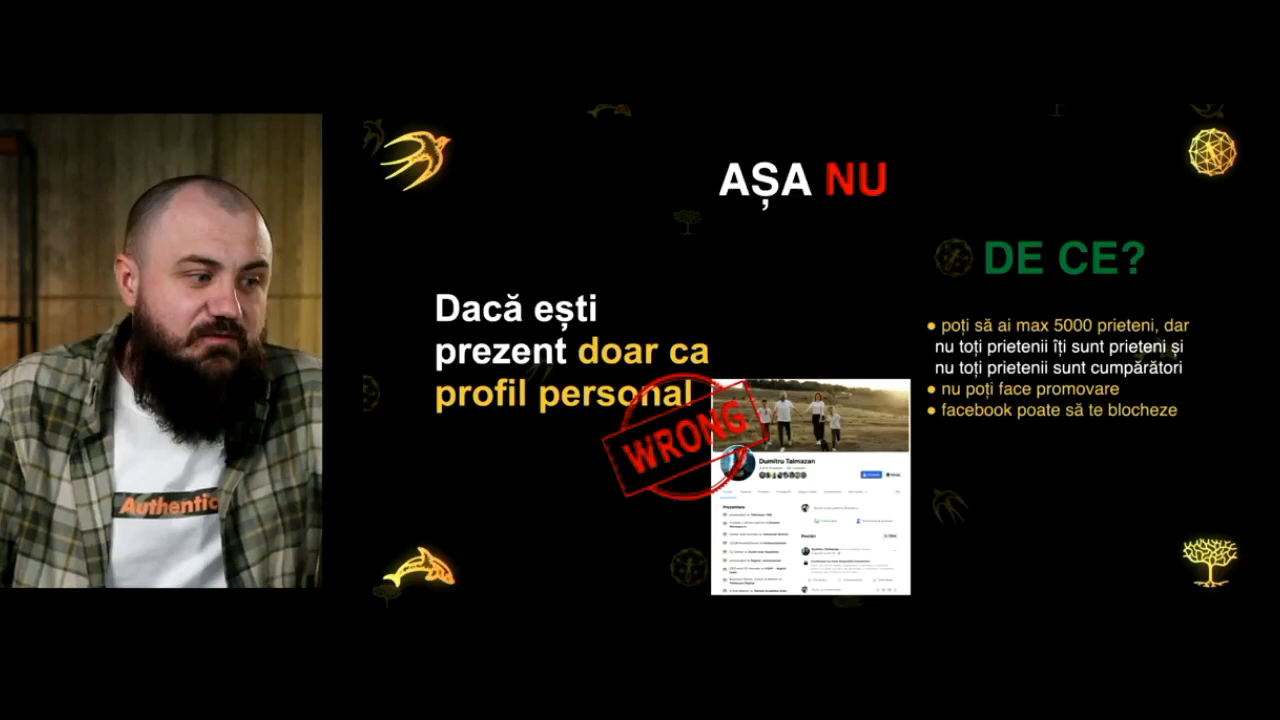 AȘA NU
DE CE?
Dacă ești
prezent doar ca
profil personal
● poți să ai max 5000 prieteni, dar
nu toți prietenii îți sunt prieteni și
nu toți prietenii sunt cumpărători
● nu poți face promovare
● facebook poate să te blocheze
WRONG
Dumitru Talmazan
Authentic